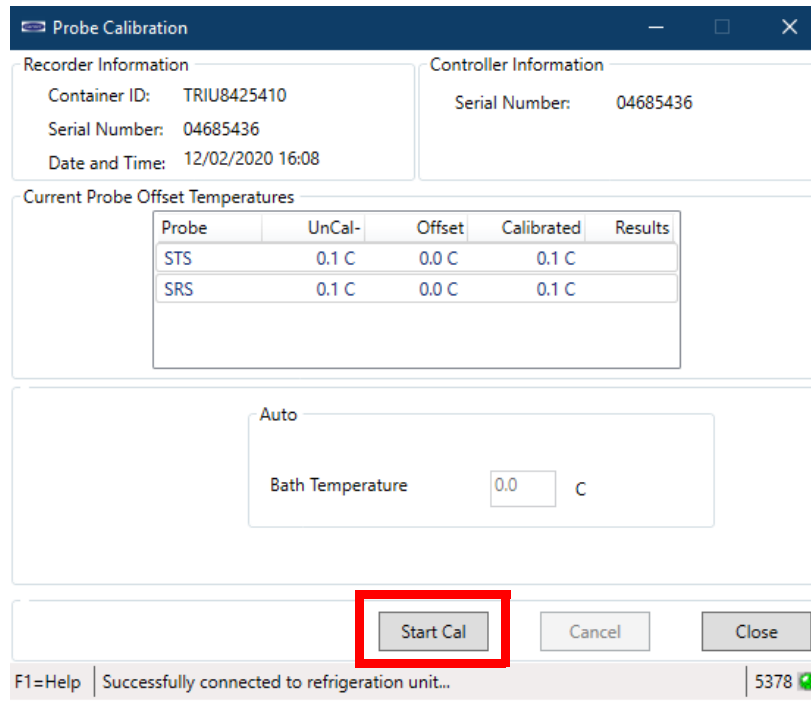 Probe Calibration
Recorder Information
Container ID: TRIU8425410
Serial Number: 04685436
Date and Time: 12/02/2020 16:08
Controller Information
Serial Number: 04685436
Current Probe Offset Temperatures
Probe UnCal- Offset Calibrated Results
STS 0.1 C 0.0 C 0.1 C
SRS 0.1 C 0.0 C 0.1 C
Auto
Bath Temperature 0.0 C
Start Cal Cancel Close
F1=Help Successfully connected to refrigeration unit... 5378